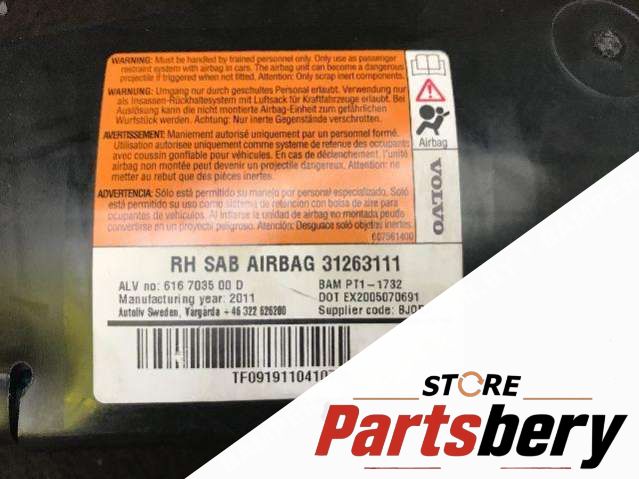 WARNING: Must be handled by trained personnel only. Only use as passenger
restraint system with airbag in cars. The airbag unit can become a dangerous
projectile if triggered when not fitted. Attention: Only scrap inert components.
WARNUNG: Umgang nur durch geschultes Personal erlaubt. Verwendung nur
als Insassen-Rückhaltesystem mit Luftsack für Kraftfahrzeuge erlaubt. Bei
Auslösung kann die nicht montierte Airbag-Einheit zum gefährlichen
Wurfstück werden. Achtung: Nur inerte Gegenstände verschrotten.
AVERTISSEMENT: Maniement autorisé uniquement par un personnel formé.
Utilisation autorisée uniquement comme système de retenue des occupants
avec coussin gonflable pour véhicules. En cas de déclenchement, l'unité
airbag non montée peut devenir un projectile dangereux. Attention: ne
mettre au rebut que des pièces inertes.
ADVERTENCIA: Sólo está permitido su manejo por personal especializado. Sólo
está permitido su uso como sistema de retención con bolsa de aire para
ocupantes de vehículos. Al inflarse la unidad de airbag no montada puede
convertirse en un proyectil peligroso. Atención: Desguace solo objetos inertes.
607561400
Airbag
VOLVO
RH SAB AIRBAG 31263111
ALV no: 616 7035 00 D
BAM PT1-1732
Manufacturing year: 2011
DOT EX2005070691
Autoliv Sweden, Vårgårda +46 322 626200
Supplier code:
STORE
Partsbery